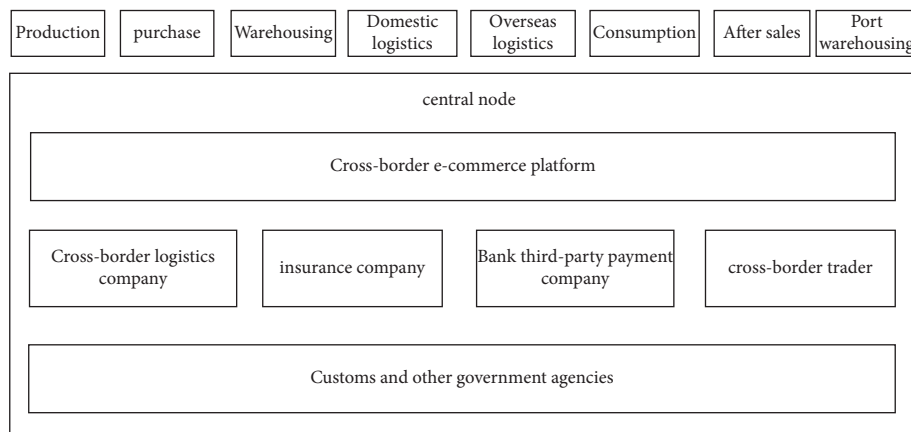 Production
purchase
Warehousing
Domestic
logistics
Overseas
logistics
Consumption
After sales
Port
warehousing
central node
Cross-border e-commerce platform
Cross-border logistics
company
insurance company
Bank third-party payment
company
cross-border trader
Customs and other government agencies